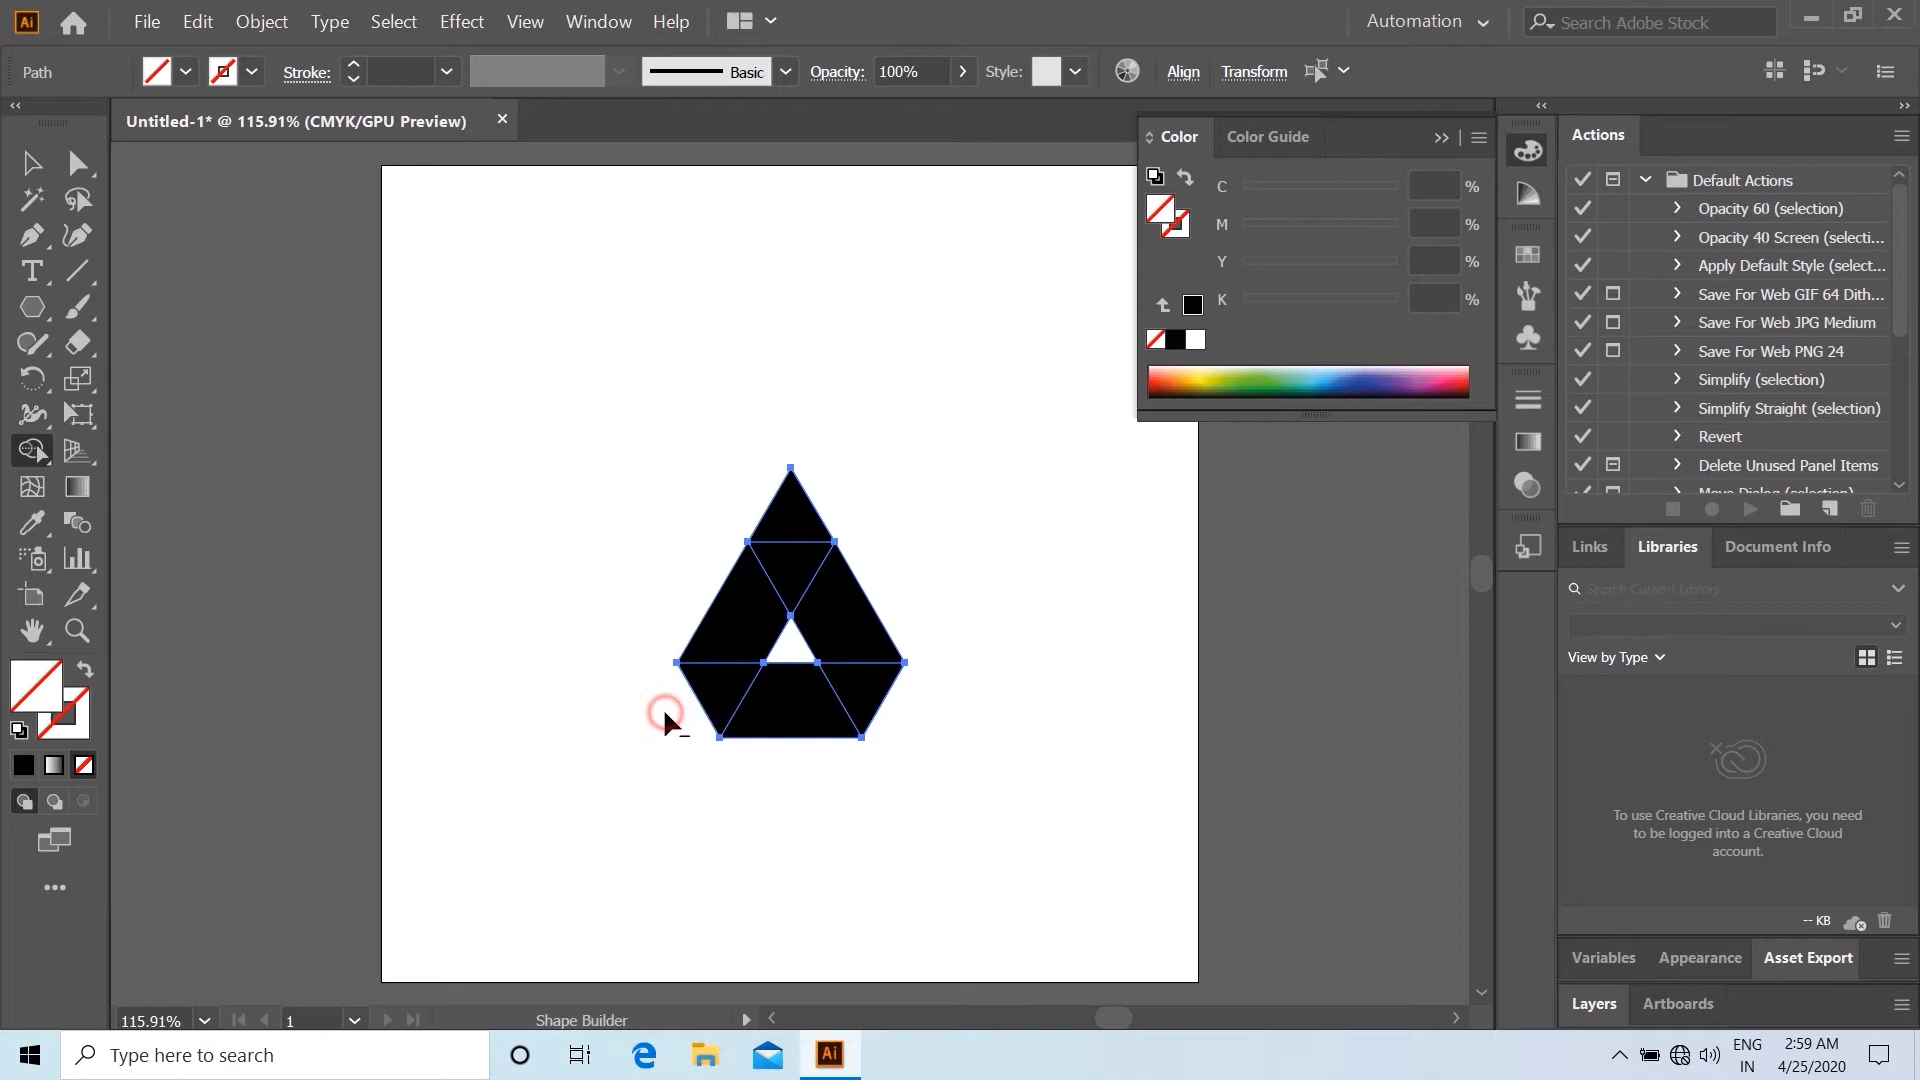 Ai File Edit Object Type Select Effect View Window Help Automation Search Adobe Stock
Path Stroke: Basic Opacity: 100% Style: Align Transform
Untitled-1* @ 115.91% (CMYK/GPU Preview)
Color Color Guide
C %
M %
Y %
K %
Actions
Default Actions
Opacity 60 (selection)
Opacity 40 Screen (selecti...
Apply Default Style (select...
Save For Web GIF 64 Dith...
Save For Web JPG Medium
Save For Web PNG 24
Simplify (selection)
Simplify Straight (selection)
Revert
Delete Unused Panel Items
Move Dialog (selection)
Links Libraries Document Info
Search Current Library
View by Type
To use Creative Cloud Libraries, you need
to be logged into a Creative Cloud
account.
-- KB
Variables Appearance Asset Export
Layers Artboards
115.91% 1 Shape Builder
Type here to search
Ai
ENG
IN
2:59 AM
4/25/2020